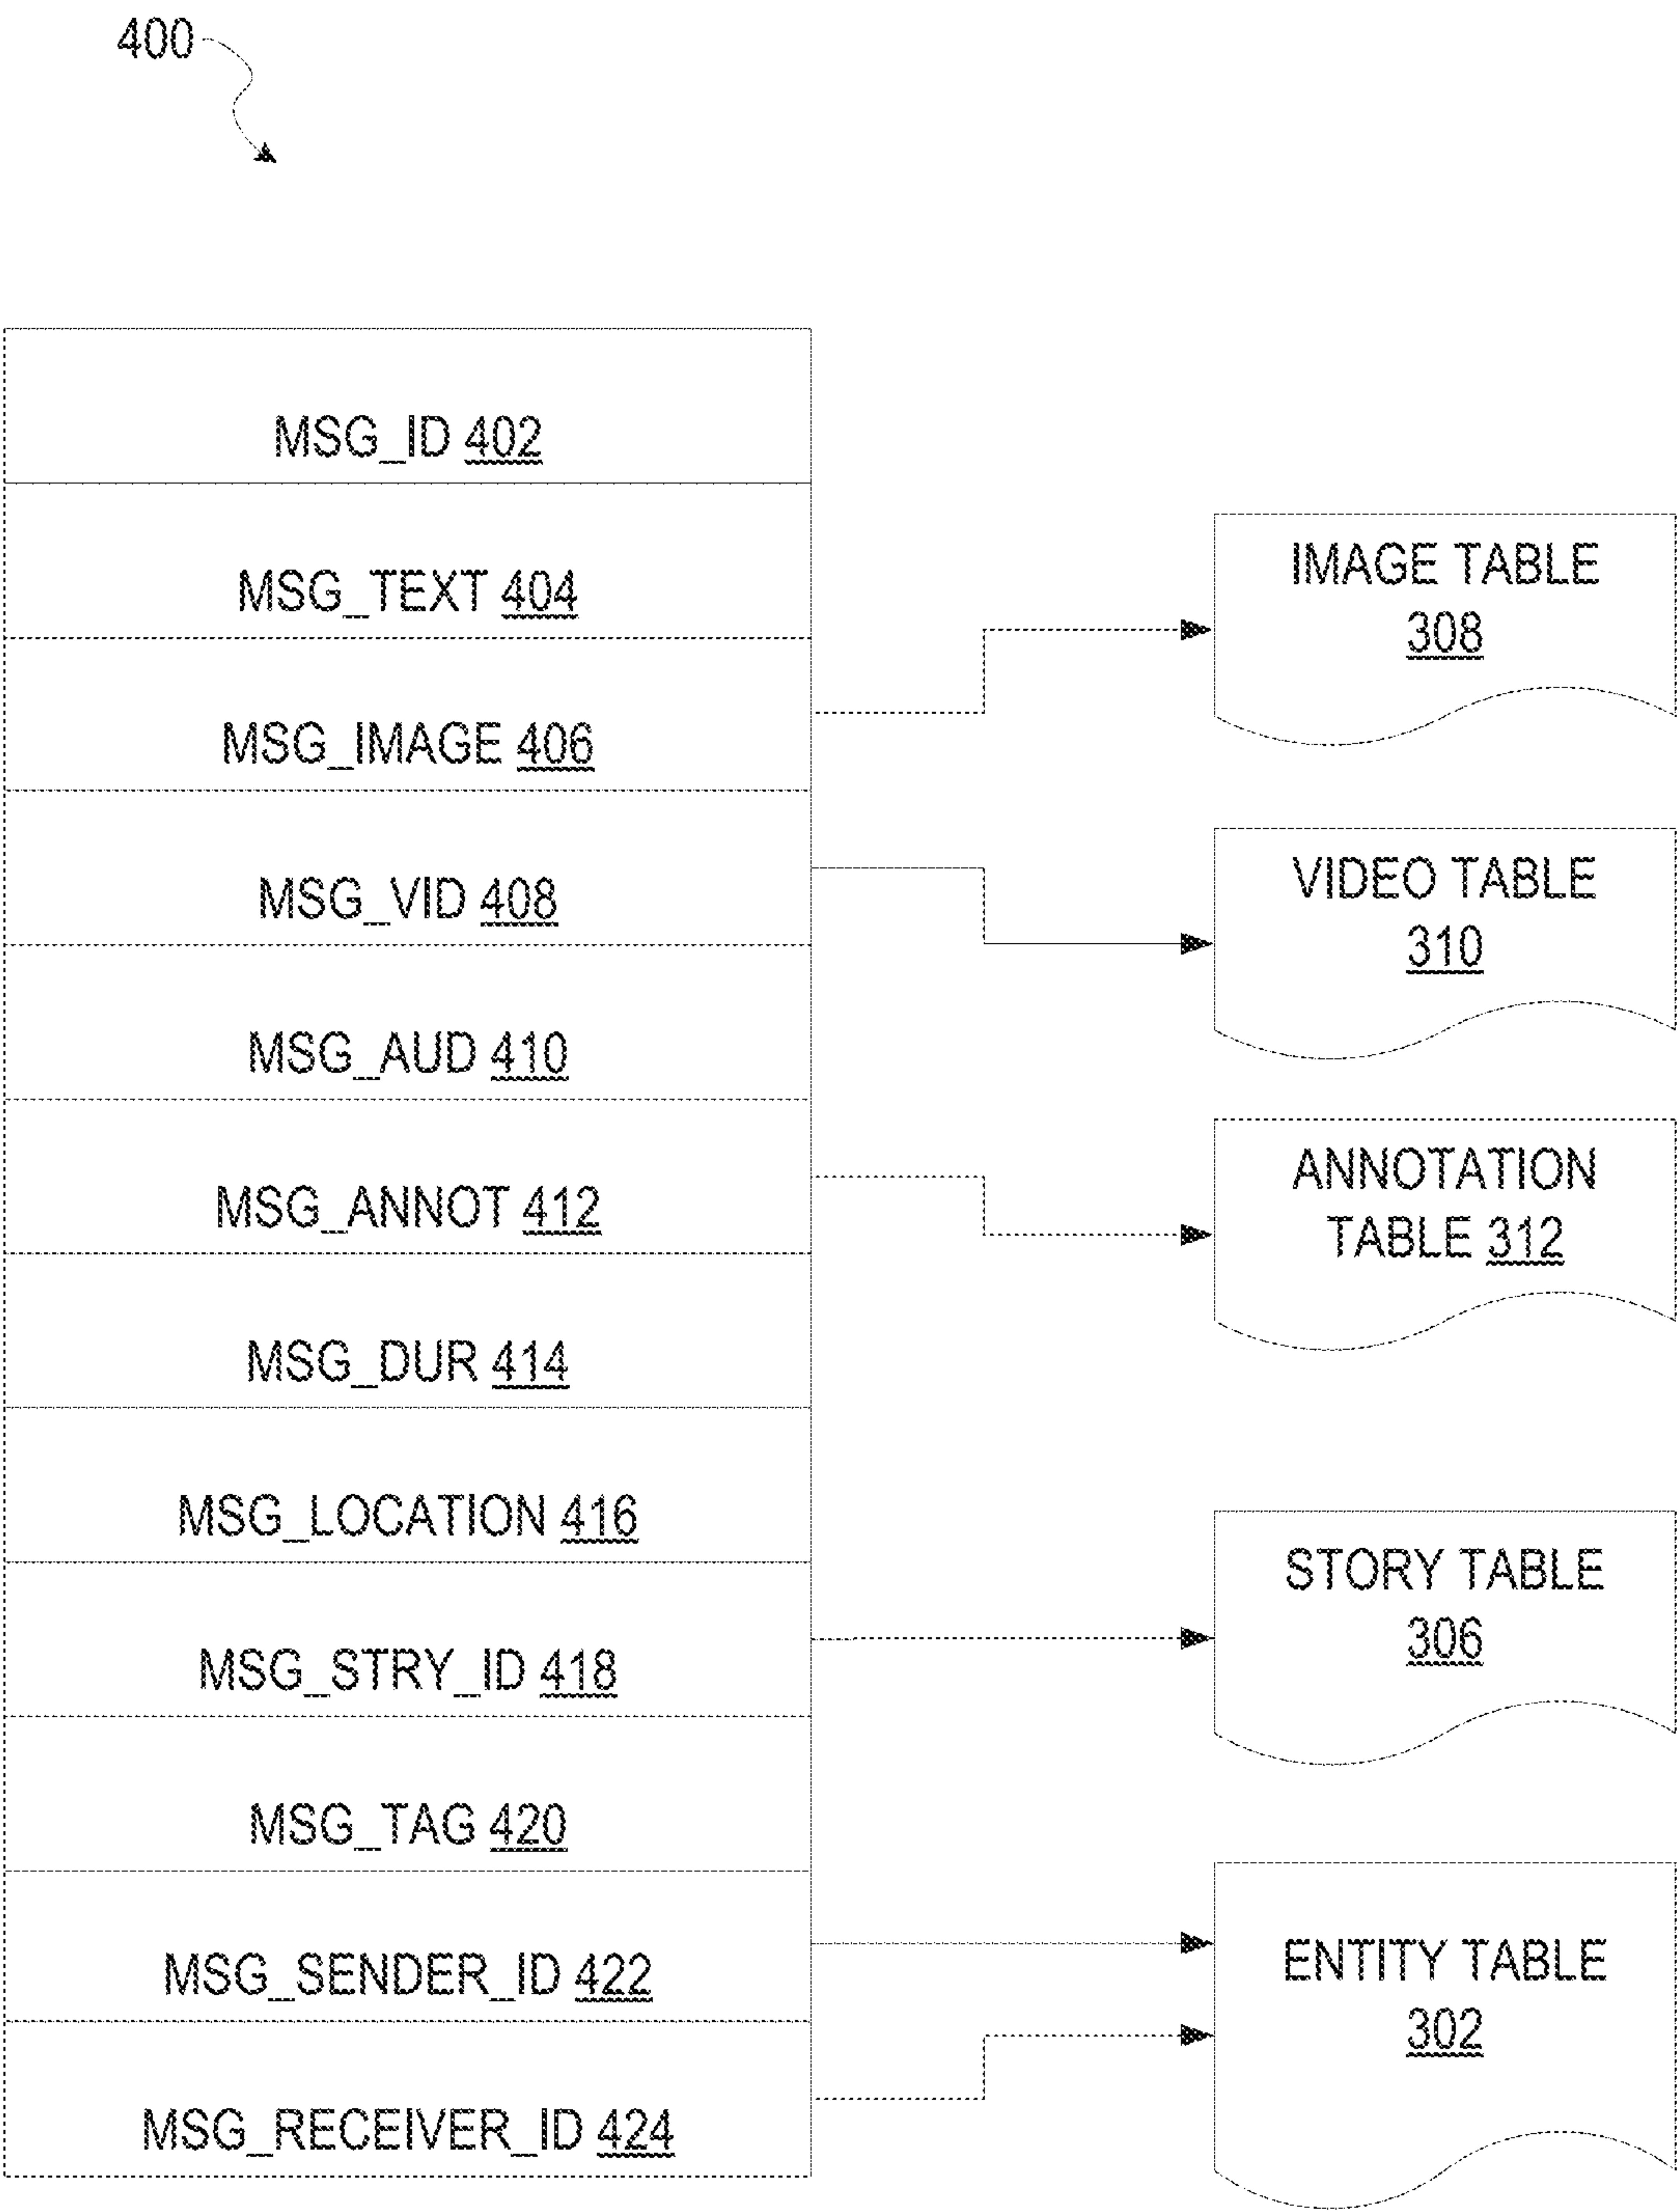 400
MSG_ID 402
MSG_TEXT 404
MSG_IMAGE 406
MSG_VID 408
MSG_AUD 410
MSG_ANNOT 412
MSG_DUR 414
MSG_LOCATION 416
MSG_STRY_ID 418
MSG_TAG 420
MSG_SENDER_ID 422
MSG_RECEIVER_ID 424
IMAGE TABLE
308
VIDEO TABLE
310
ANNOTATION
TABLE 312
STORY TABLE
306
ENTITY TABLE
302